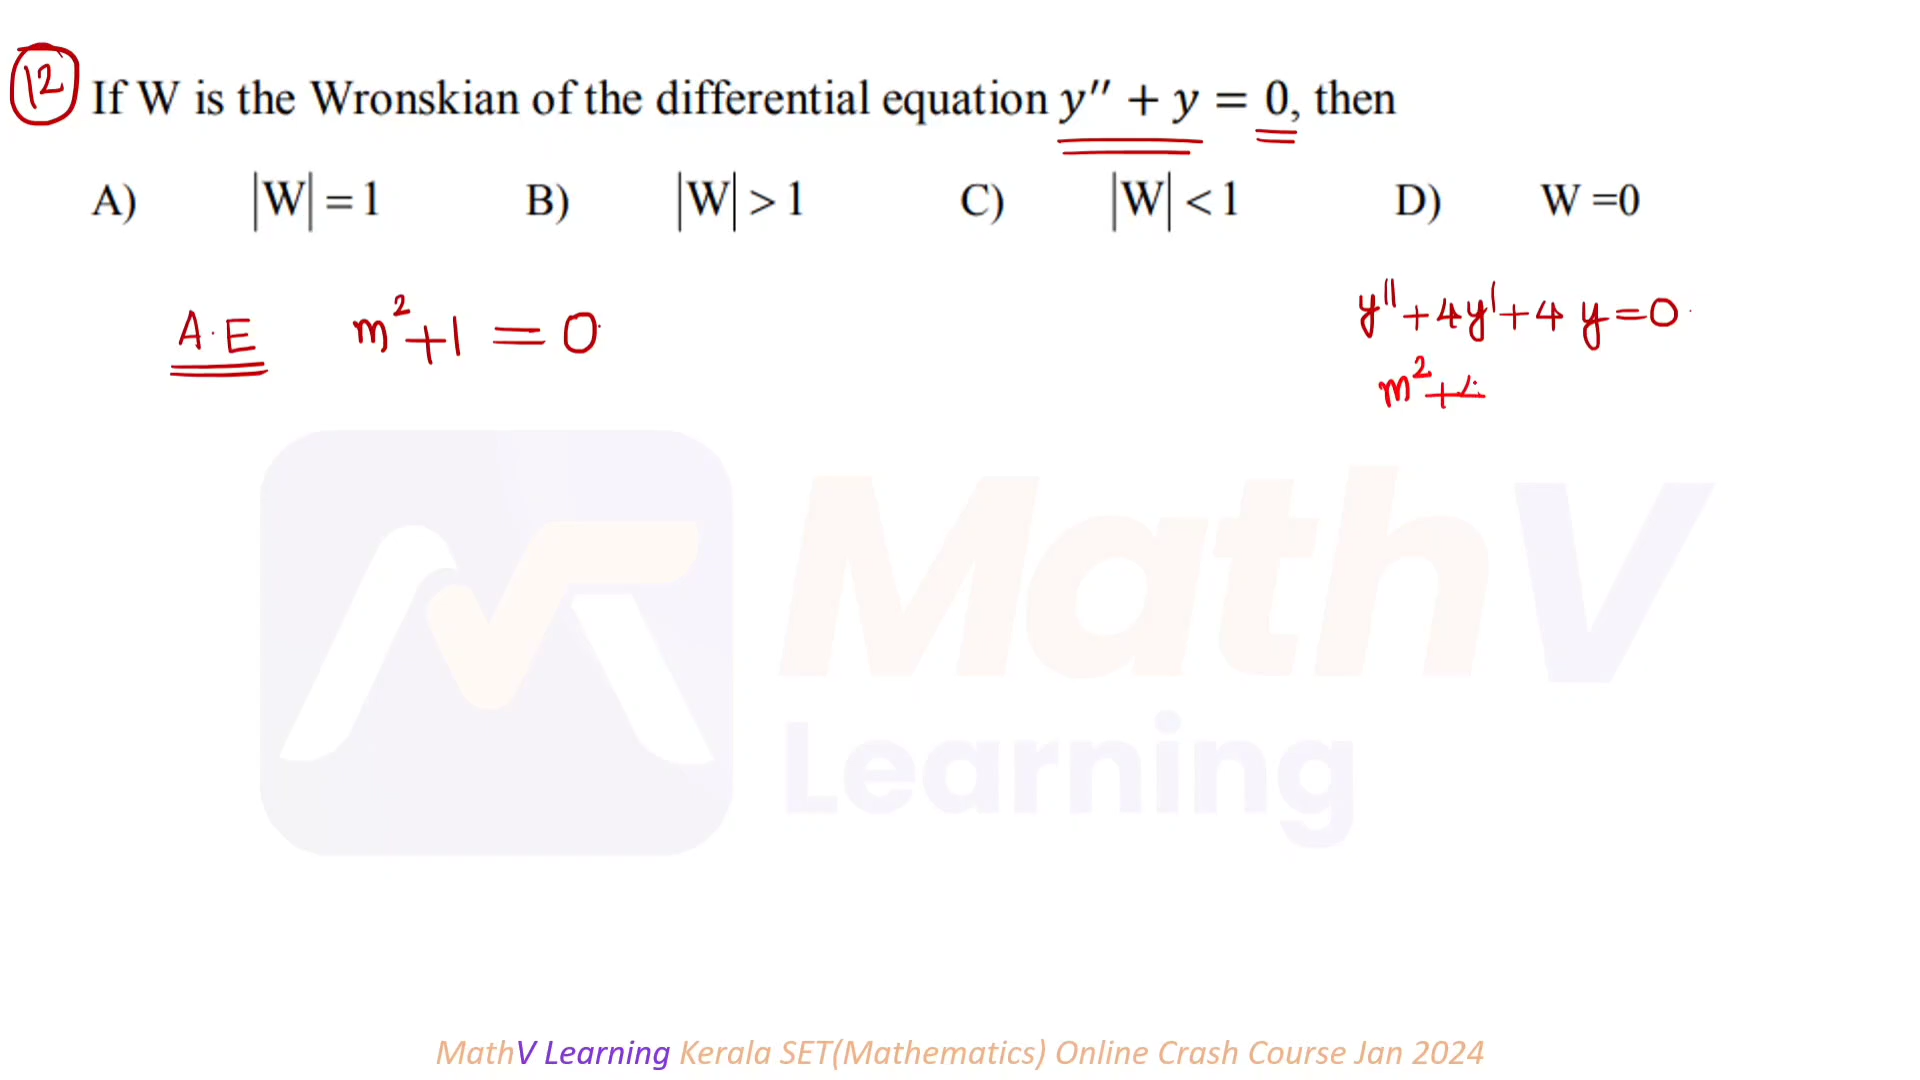 12 If W is the Wronskian of the differential equation y″ + y = 0, then
A) |W| = 1 B) |W| > 1 C) |W| < 1 D) W =0
A.E m²+1 = 0
y''+4y'+4y=0
m²+4
MathV
Learning
MathV Learning Kerala SET(Mathematics) Online Crash Course Jan 2024